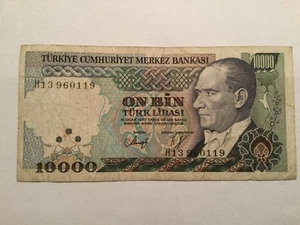 TÜRKİYE CUMHURİYET MERKEZ BANKASI
10000
H13 960119
ON BİN
TÜRK LİRASI
H13 960119
10000